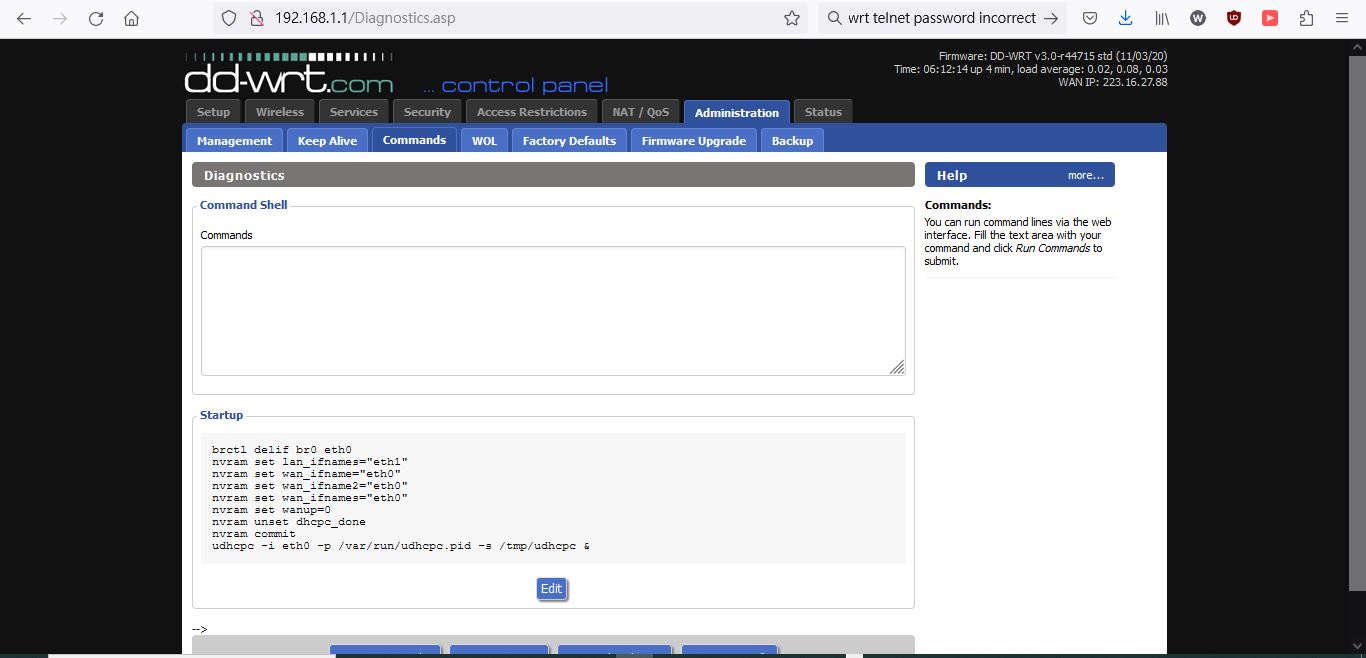 192.168.1.1/Diagnostics.asp
wrt telnet password incorrect
W
dd-wrt.com
... control panel
Firmware: DD-WRT v3.0-r44715 std (11/03/20)
Time: 06:12:14 up 4 min, load average: 0.02, 0.08, 0.03
WAN IP: 223.16.27.88
Setup Wireless Services Security Access Restrictions NAT / QoS Administration Status
Management Keep Alive Commands WOL Factory Defaults Firmware Upgrade Backup
Diagnostics
Command Shell
Commands
Startup
brctl delif br0 eth0
nvram set lan_ifnames="eth1"
nvram set wan_ifname="eth0"
nvram set wan_ifname2="eth0"
nvram set wan_ifnames="eth0"
nvram set wanup=0
nvram unset dhcpc_done
nvram commit
udhcpc -i eth0 -p /var/run/udhcpc.pid -s /tmp/udhcpc &
Edit
-->
Help more...
Commands:
You can run command lines via the web
interface. Fill the text area with your
command and click Run Commands to
submit.